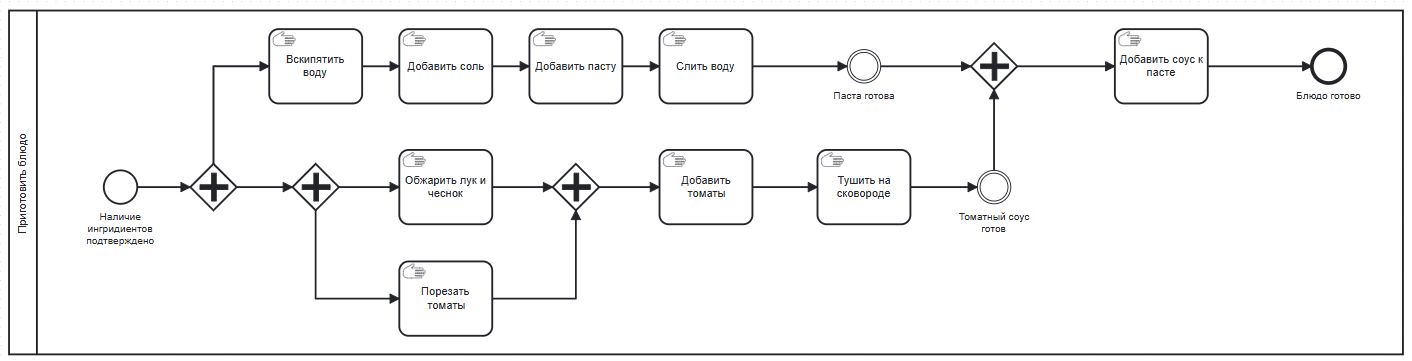 Приготовить блюдо
Вскипятить
воду
Добавить соль
Добавить пасту
Слить воду
Паста готова
Добавить соус к
пасте
Блюдо готово
Наличие
ингридиентов
подтверждено
Обжарить лук и
чеснок
Добавить
томаты
Тушить на
сковороде
Томатный соус
готов
Порезать
томаты